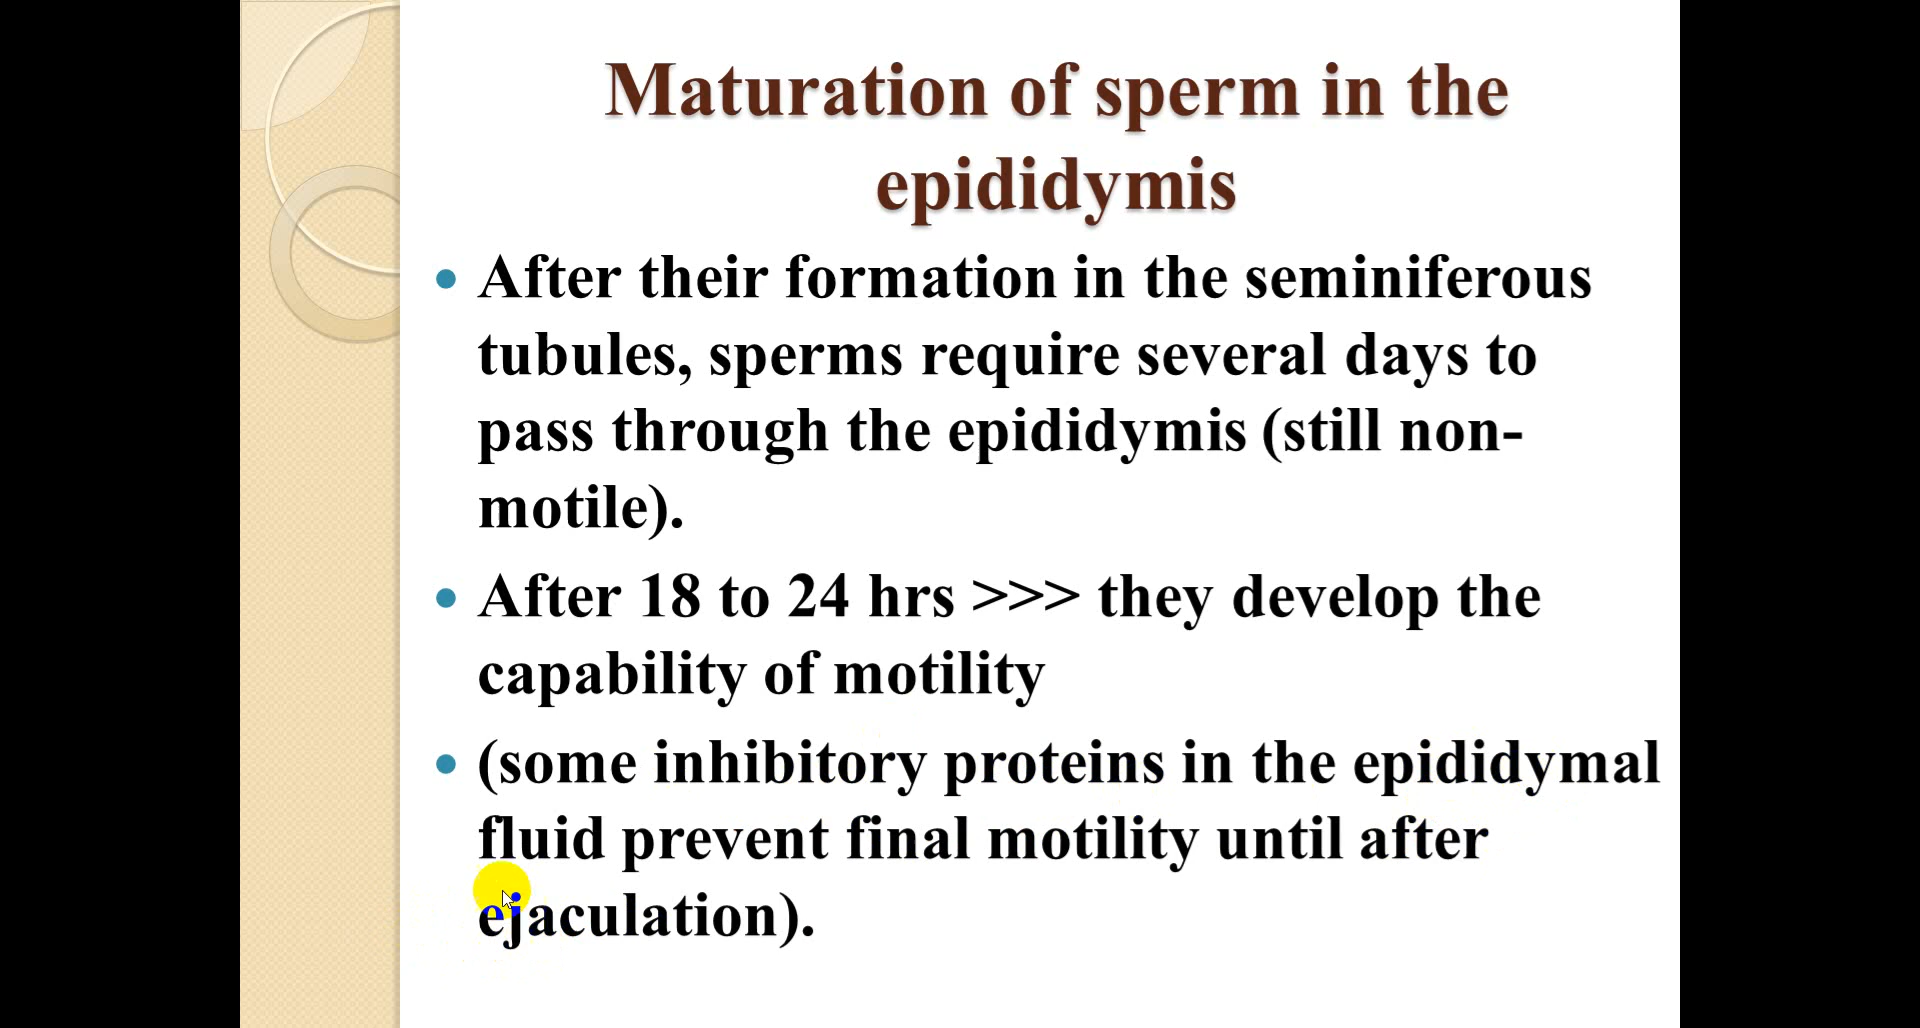 Maturation of sperm in the
epididymis
• After their formation in the seminiferous
tubules, sperms require several days to
pass through the epididymis (still non-
motile).
• After 18 to 24 hrs >>> they develop the
capability of motility
• (some inhibitory proteins in the epididymal
fluid prevent final motility until after
ejaculation).